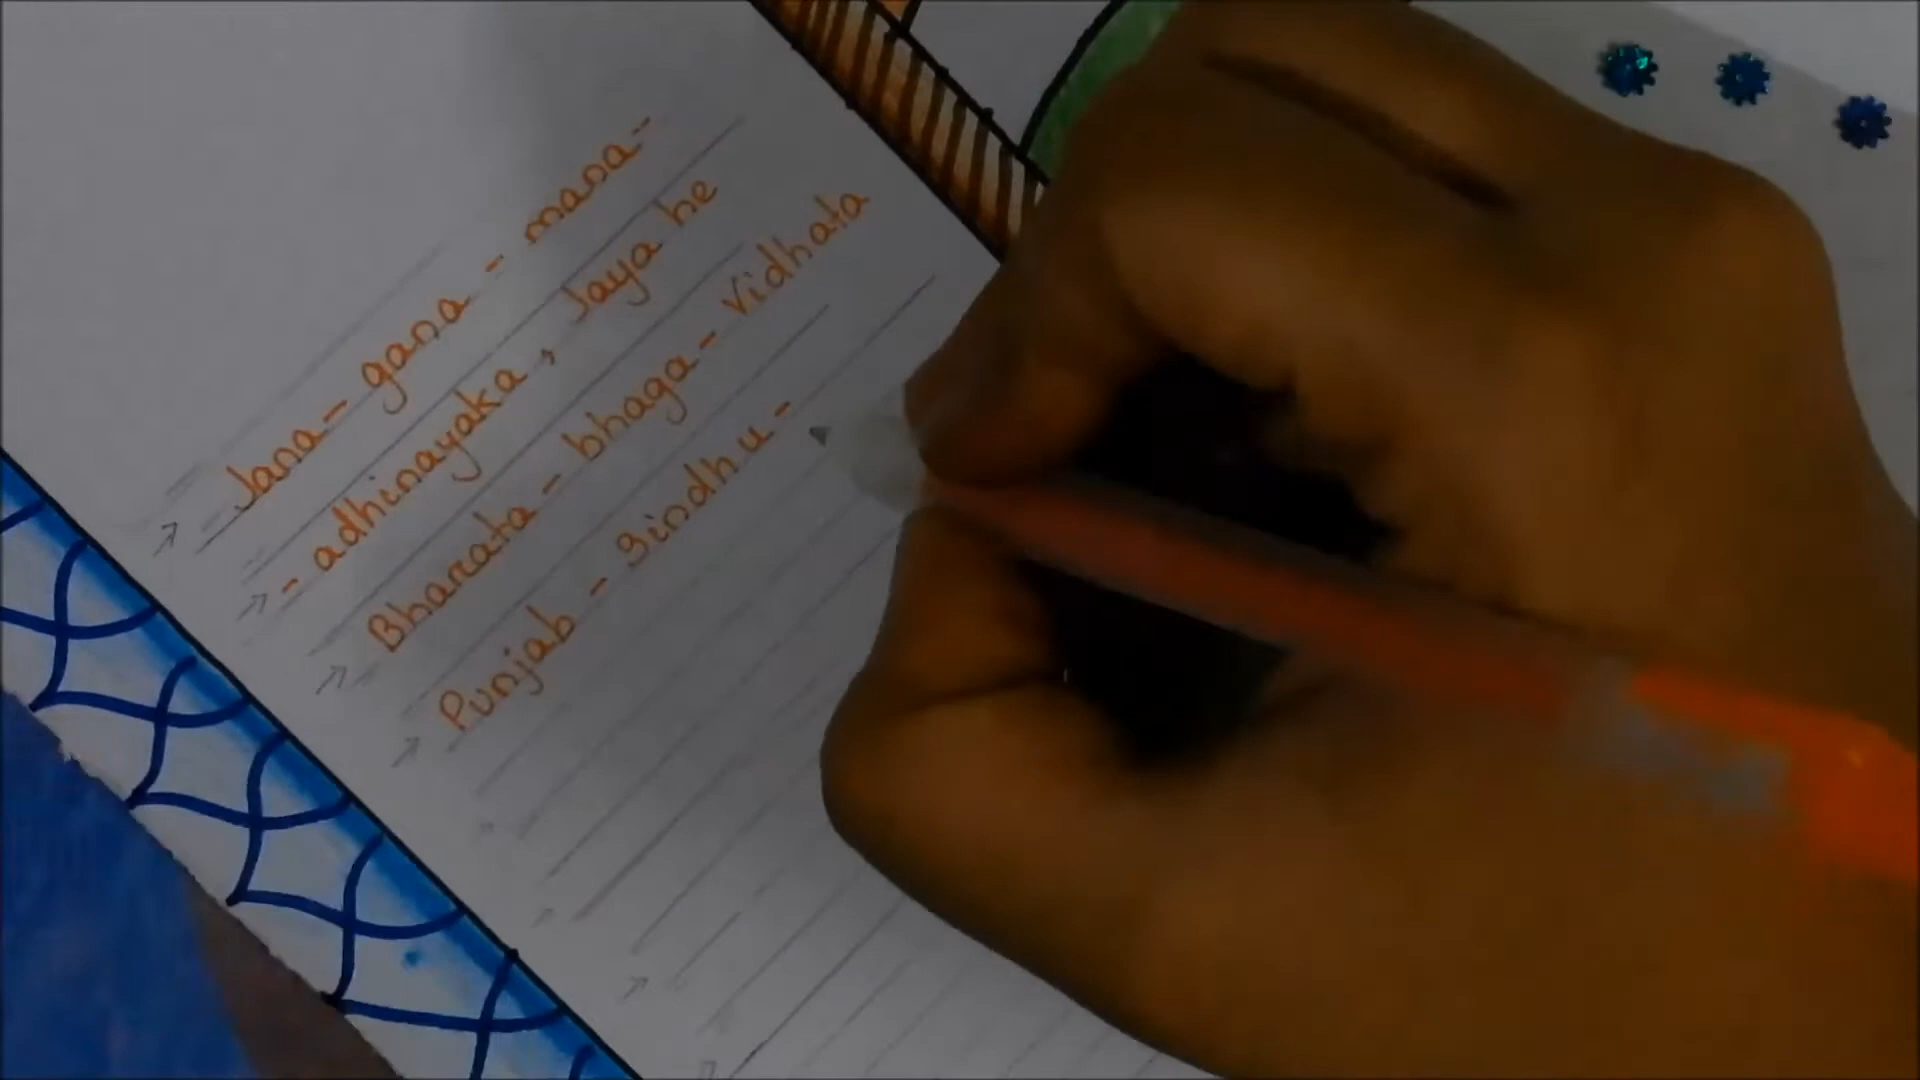 Jana - gana - mana -
- adhinayaka, Jaya he
Bharata - bhaga - Vidhata
Punjab - Sindhu -